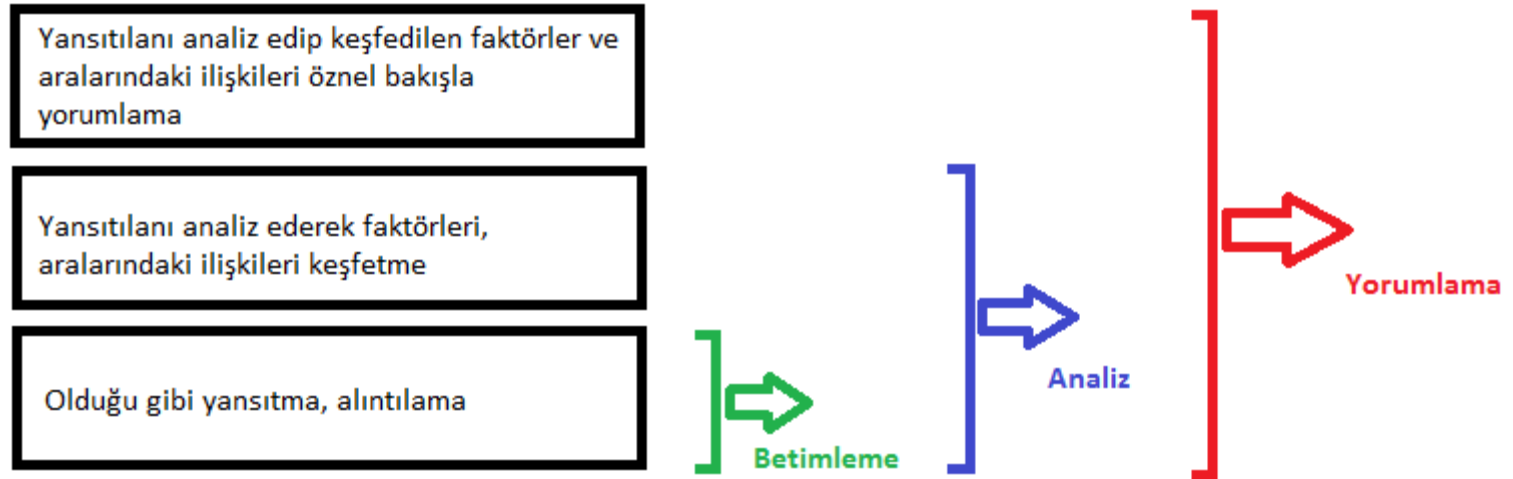 Yansıtılanı analiz edip keşfedilen faktörler ve
aralarındaki ilişkileri öznel bakışla
yorumlama
Yansıtılanı analiz ederek faktörleri,
aralarındaki ilişkileri keşfetme
Olduğu gibi yansıtma, alıntılama
Betimleme
Analiz
Yorumlama